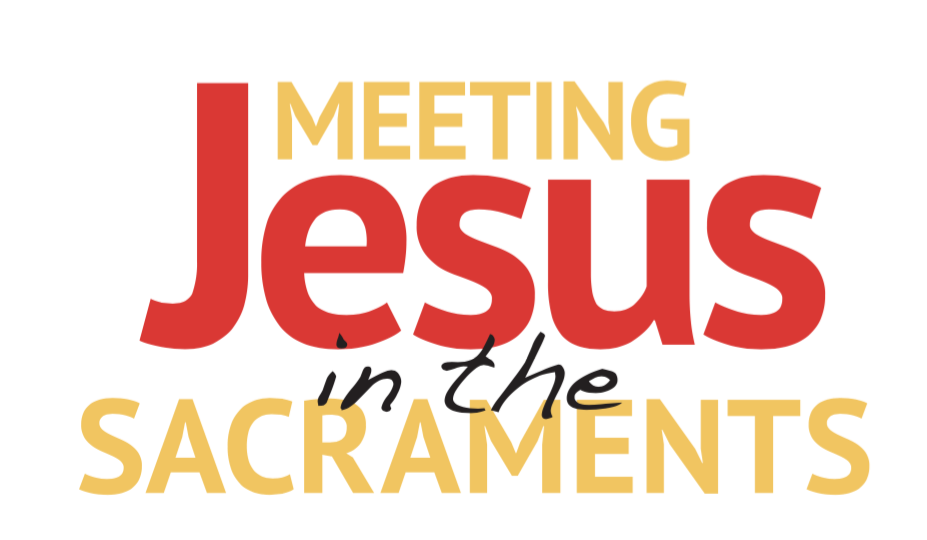 MEETING
Jesus
in the
SACRAMENTS